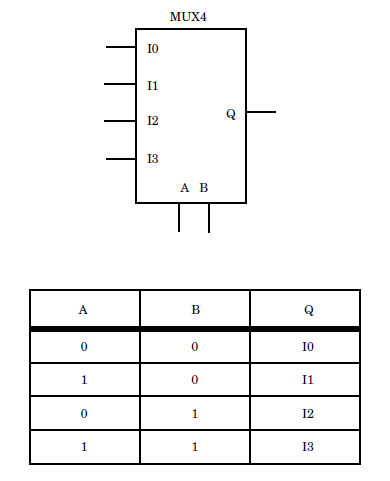 MUX4
I0
I1
I2
I3
Q
A B
A B Q
0 0 I0
1 0 I1
0 1 I2
1 1 I3